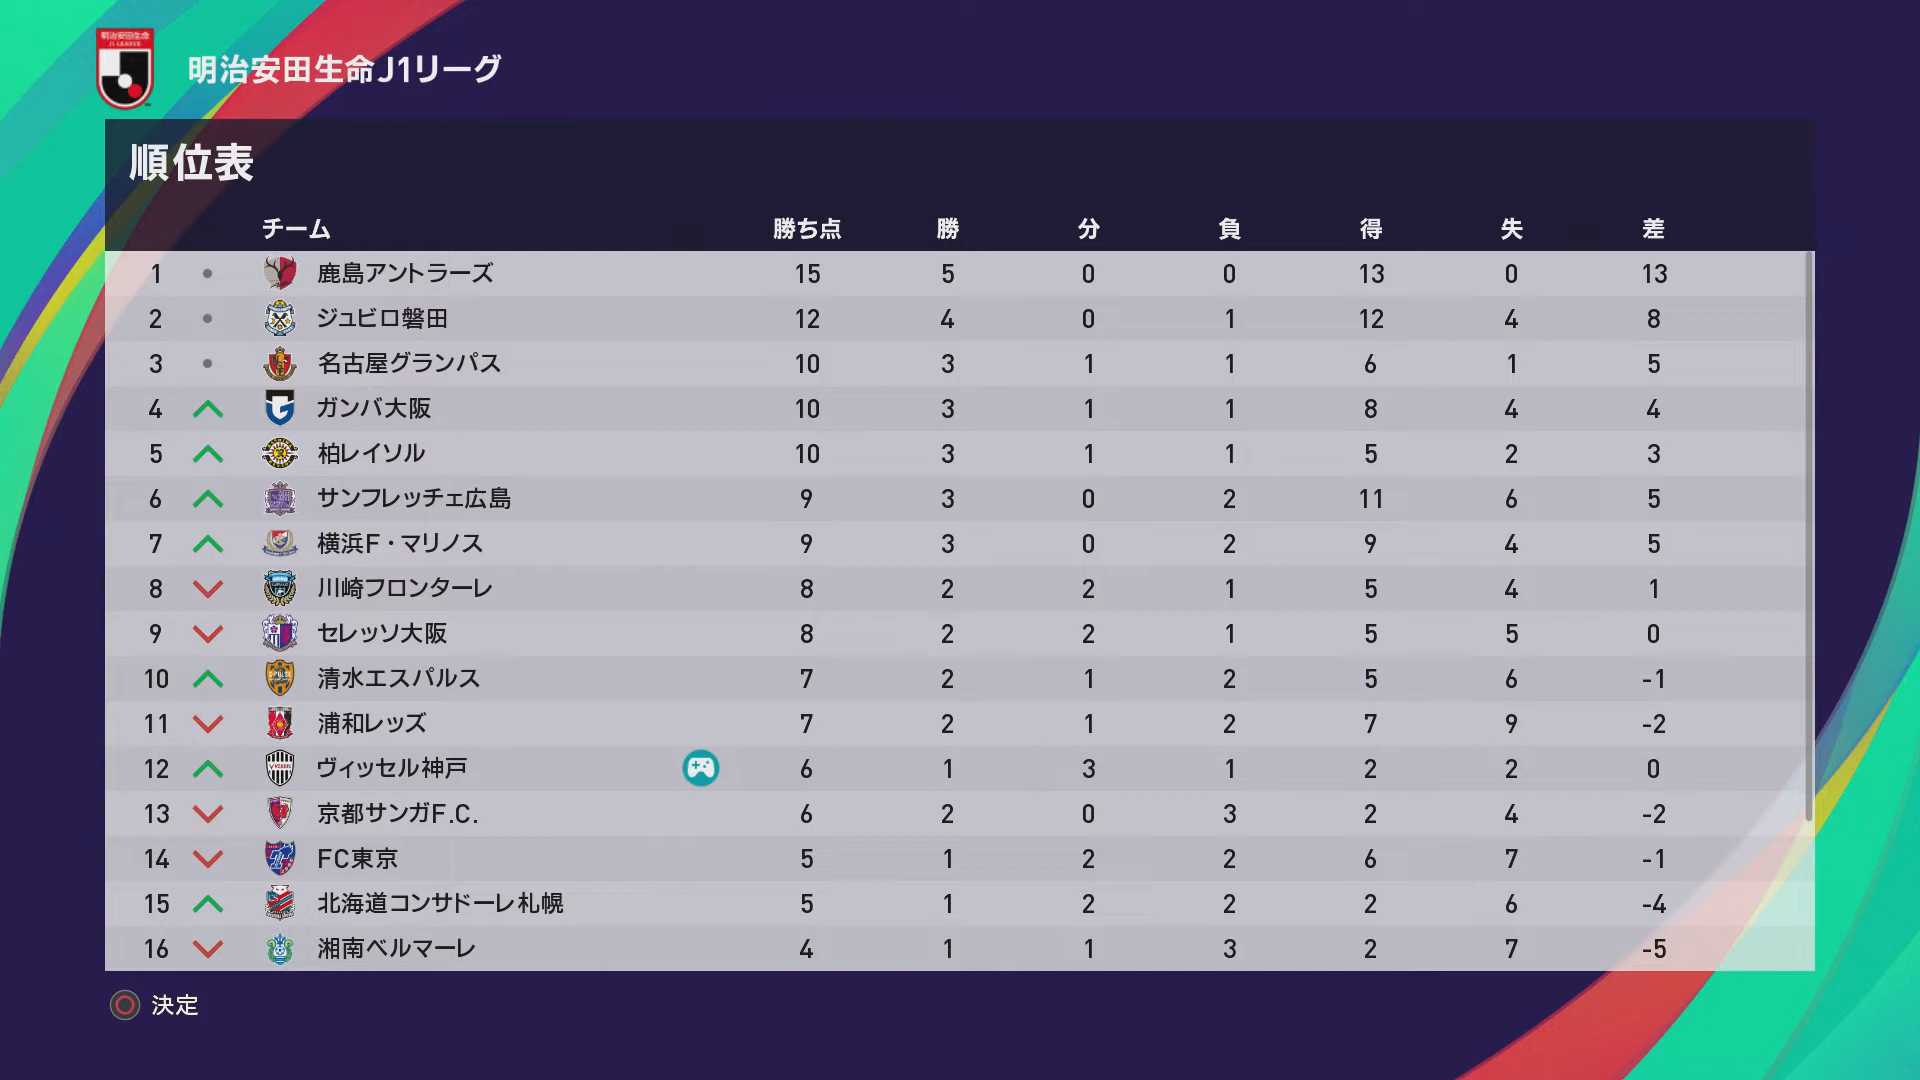 明治安田生命
J1 LEAGUE
明治安田生命J1リーグ
順位表
チーム 勝ち点 勝 分 負 得 失 差
1 鹿島アントラーズ 15 5 0 0 13 0 13
2 ジュビロ磐田 12 4 0 1 12 4 8
3 名古屋グランパス 10 3 1 1 6 1 5
4 ガンバ大阪 10 3 1 1 8 4 4
5 柏レイソル 10 3 1 1 5 2 3
6 サンフレッチェ広島 9 3 0 2 11 6 5
7 横浜F・マリノス 9 3 0 2 9 4 5
8 川崎フロンターレ 8 2 2 1 5 4 1
9 セレッソ大阪 8 2 2 1 5 5 0
10 清水エスパルス 7 2 1 2 5 6 -1
11 浦和レッズ 7 2 1 2 7 9 -2
12 ヴィッセル神戸 6 1 3 1 2 2 0
13 京都サンガF.C. 6 2 0 3 2 4 -2
14 FC東京 5 1 2 2 6 7 -1
15 北海道コンサドーレ札幌 5 1 2 2 2 6 -4
16 湘南ベルマーレ 4 1 1 3 2 7 -5
決定